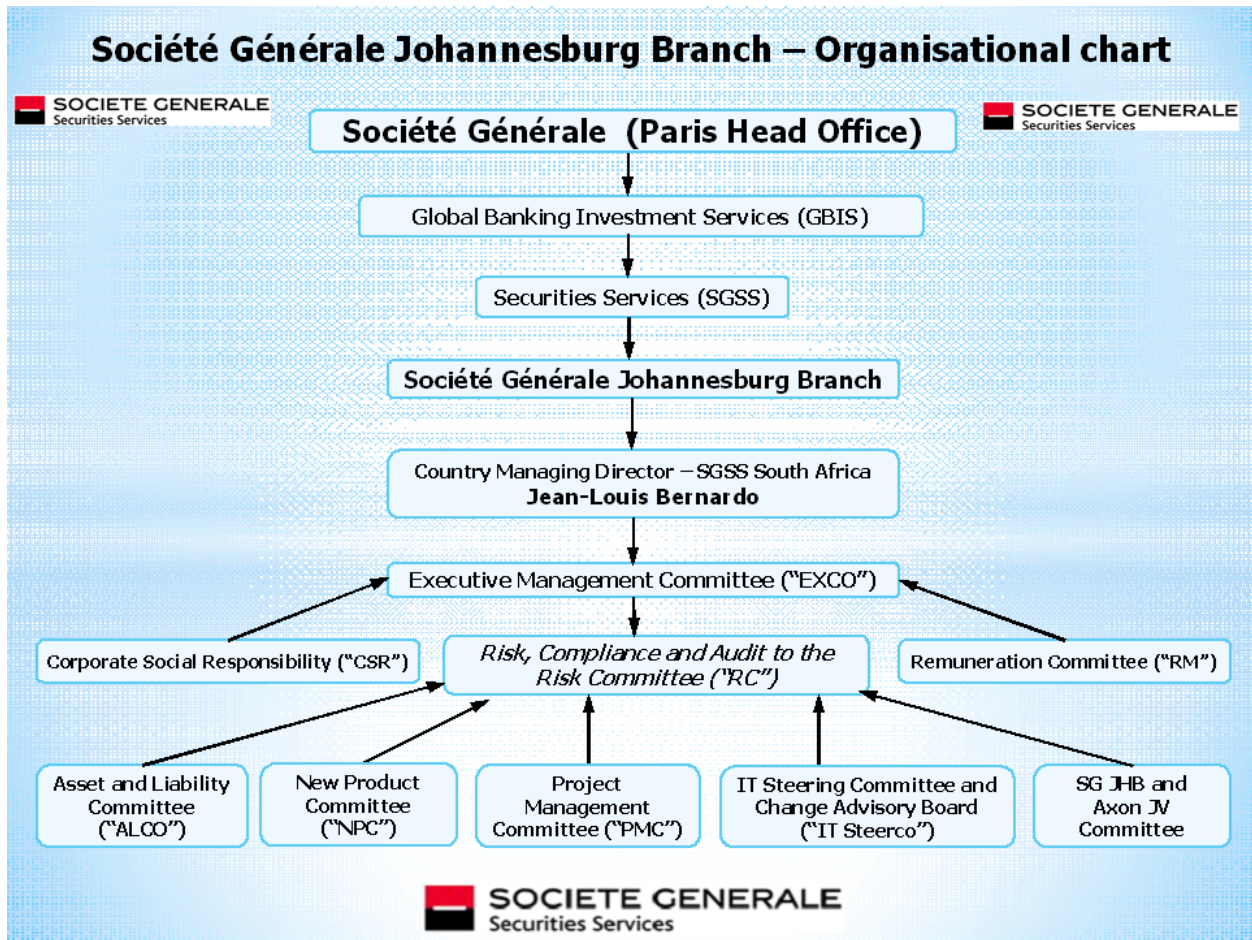 Société Générale Johannesburg Branch – Organisational chart
SOCIETE GENERALE
Securities Services
SOCIETE GENERALE
Securities Services
Société Générale (Paris Head Office)
Global Banking Investment Services (GBIS)
Securities Services (SGSS)
Société Générale Johannesburg Branch
Country Managing Director – SGSS South Africa
Jean-Louis Bernardo
Executive Management Committee (“EXCO”)
Corporate Social Responsibility (“CSR”)
Risk, Compliance and Audit to the
Risk Committee (“RC”)
Remuneration Committee (“RM”)
Asset and Liability
Committee
(“ALCO”)
New Product
Committee
(“NPC”)
Project
Management
Committee (“PMC”)
IT Steering Committee and
Change Advisory Board
(“IT Steerco”)
SG JHB and
Axon JV
Committee
SOCIETE GENERALE
Securities Services